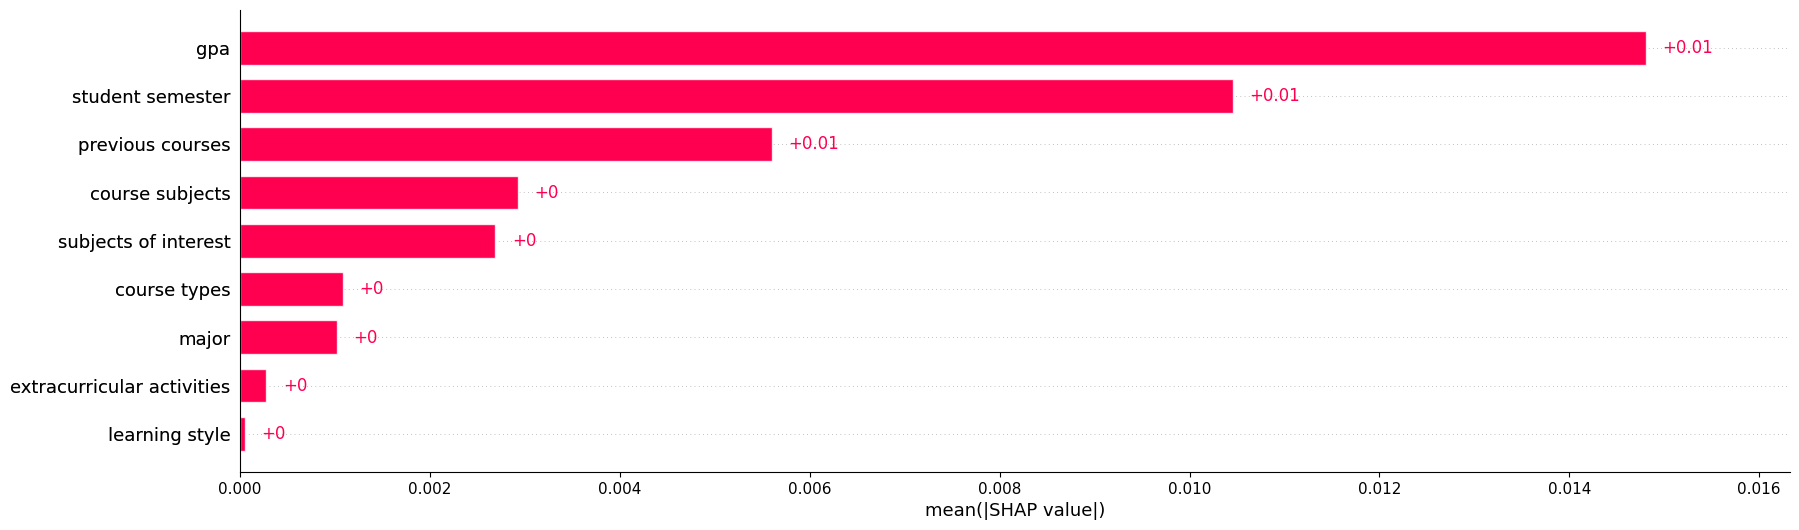 gpa +0.01
student semester +0.01
previous courses +0.01
course subjects +0
subjects of interest +0
course types +0
major +0
extracurricular activities +0
learning style +0
0.000 0.002 0.004 0.006 0.008 0.010 0.012 0.014 0.016
mean(|SHAP value|)